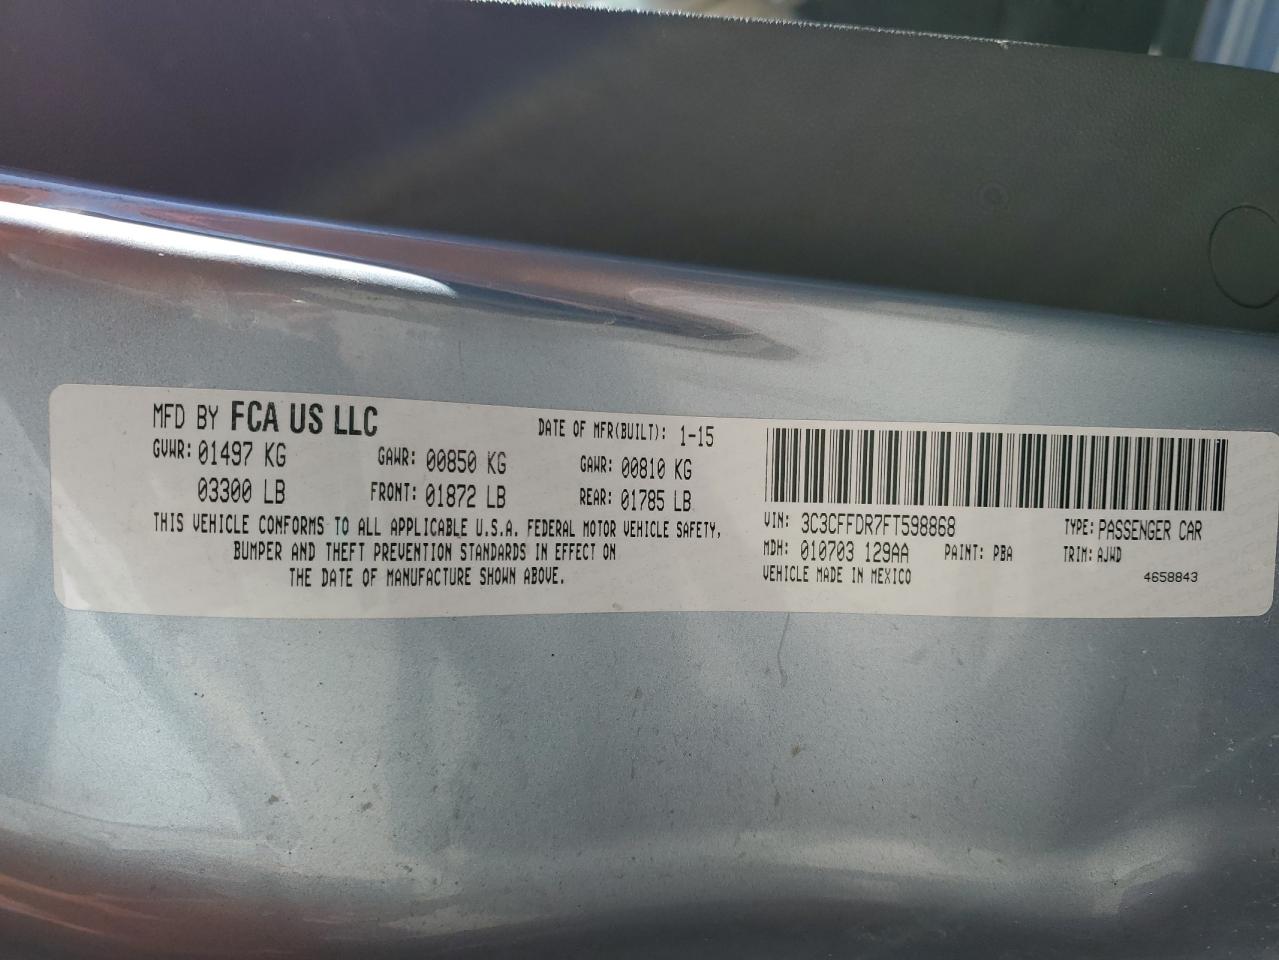 MFD BY FCA US LLC DATE OF MFR(BUILT): 1-15
GVWR: 01497 KG GAWR: 00850 KG GAWR: 00810 KG
03300 LB FRONT: 01872 LB REAR: 01785 LB
THIS VEHICLE CONFORMS TO ALL APPLICABLE U.S.A. FEDERAL MOTOR VEHICLE SAFETY,
BUMPER AND THEFT PREVENTION STANDARDS IN EFFECT ON
THE DATE OF MANUFACTURE SHOWN ABOVE.
VIN: 3C3CFFDR7FT598868 TYPE: PASSENGER CAR
MDH: 010703 129AA PAINT: PBA TRIM: AJWD
VEHICLE MADE IN MEXICO 4658843